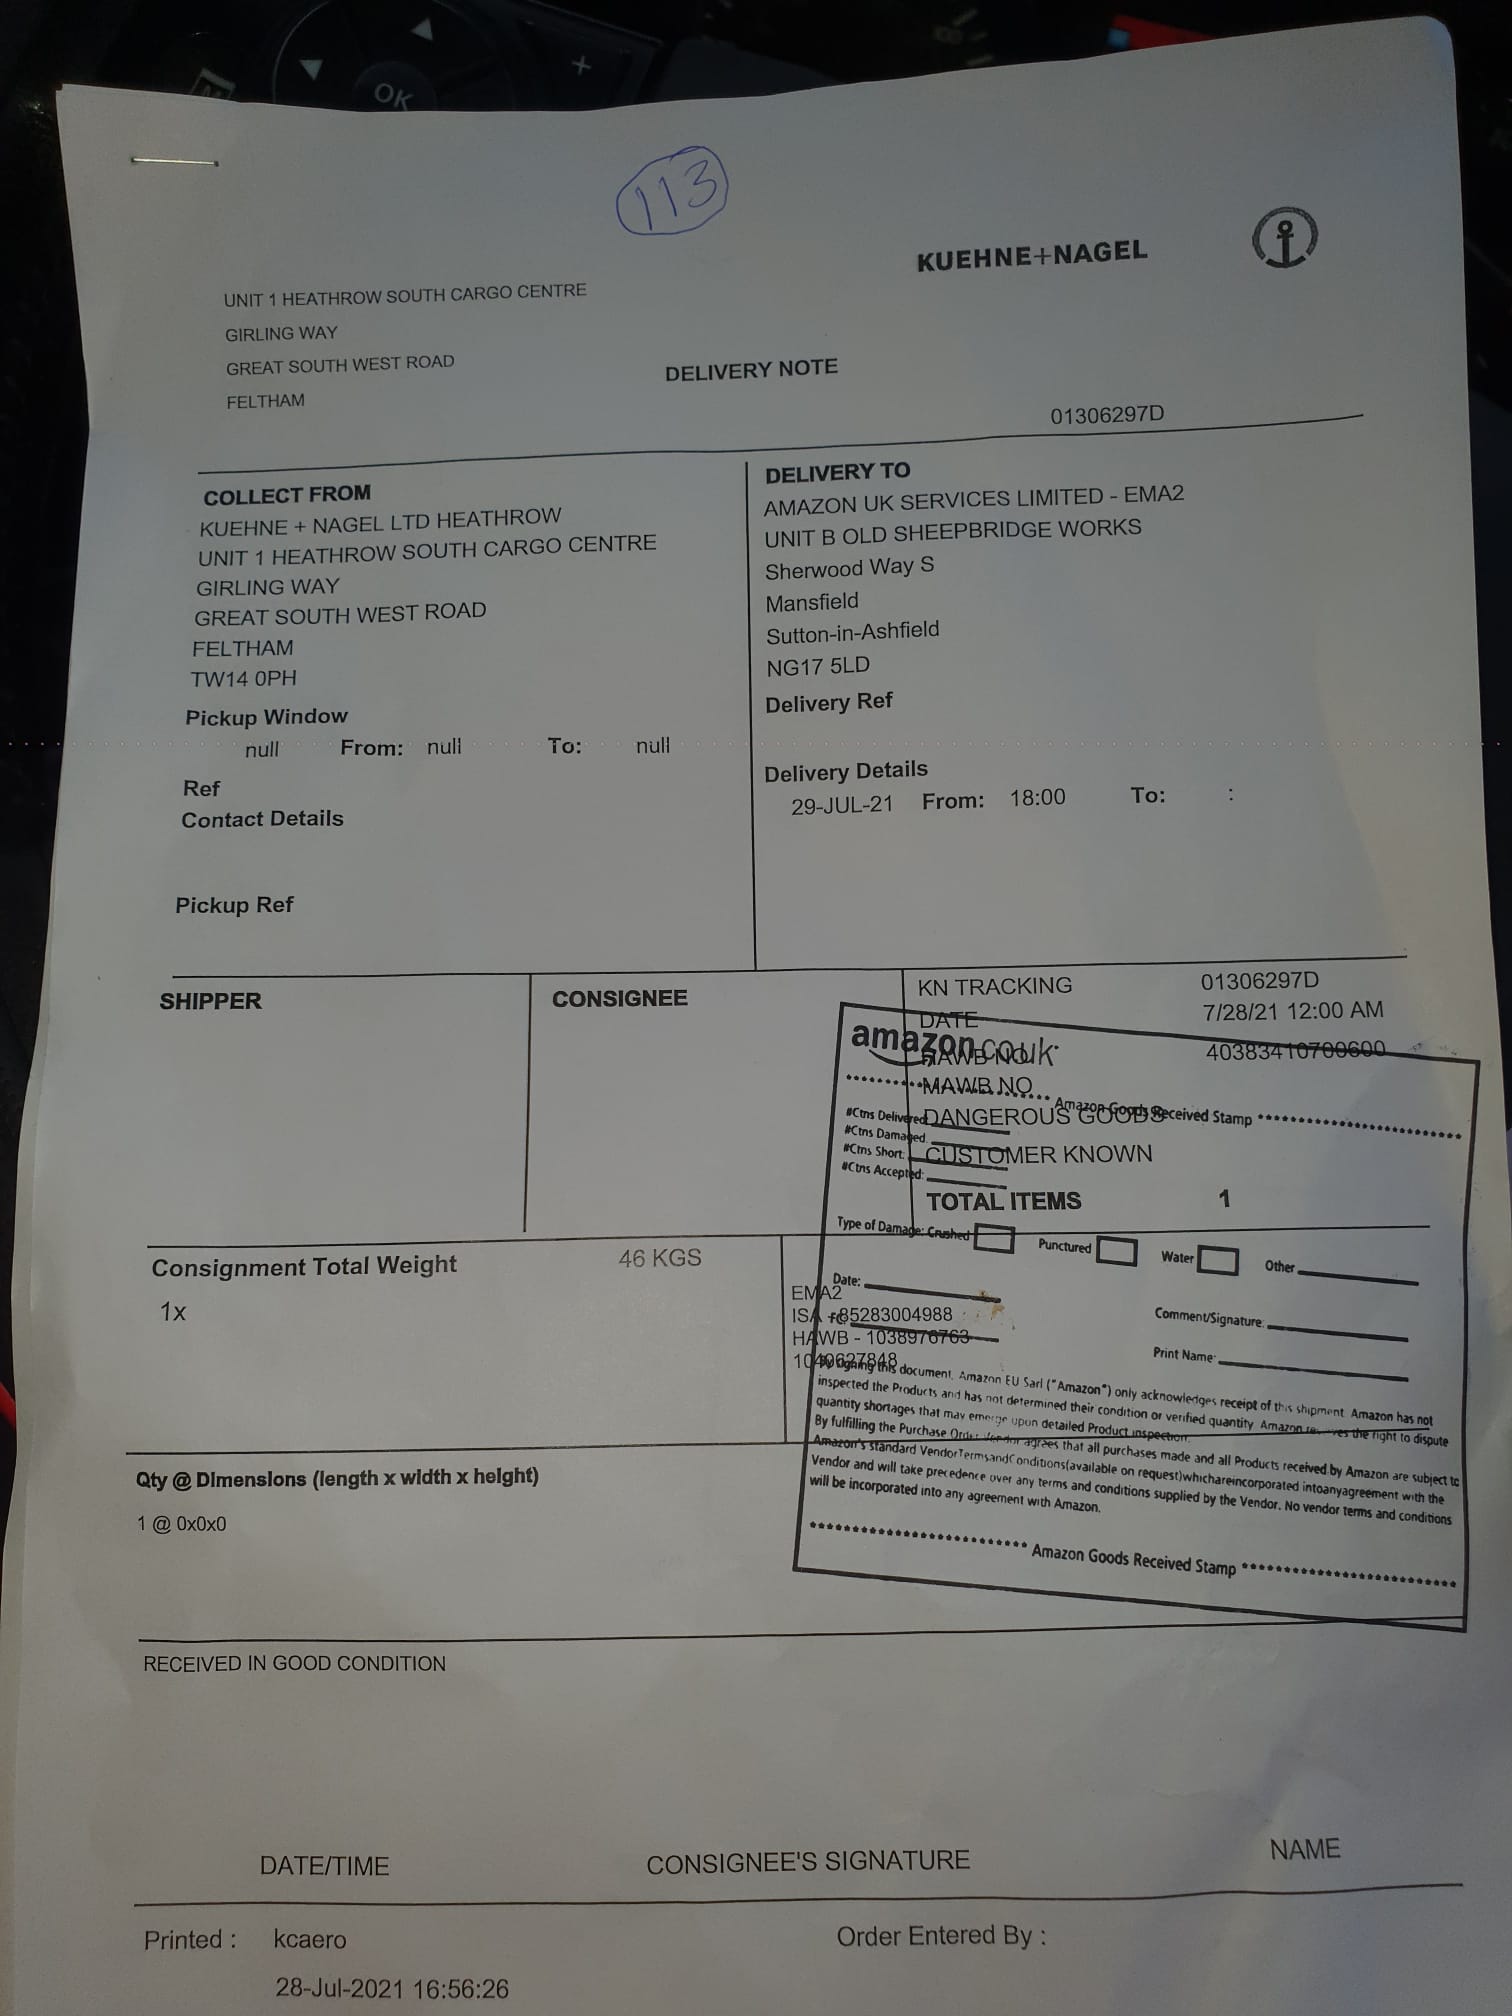 OK
+
113
KUEHNE+NAGEL
UNIT 1 HEATHROW SOUTH CARGO CENTRE
GIRLING WAY
GREAT SOUTH WEST ROAD
FELTHAM
DELIVERY NOTE
01306297D
COLLECT FROM
KUEHNE + NAGEL LTD HEATHROW
UNIT 1 HEATHROW SOUTH CARGO CENTRE
GIRLING WAY
GREAT SOUTH WEST ROAD
FELTHAM
TW14 0PH
Pickup Window
null From: null To: null
Ref
Contact Details
Pickup Ref
DELIVERY TO
AMAZON UK SERVICES LIMITED - EMA2
UNIT B OLD SHEEPBRIDGE WORKS
Sherwood Way S
Mansfield
Sutton-in-Ashfield
NG17 5LD
Delivery Ref
Delivery Details
29-JUL-21 From: 18:00 To: :
SHIPPER
CONSIGNEE
KN TRACKING 01306297D
DATE 7/28/21 12:00 AM
HAWB NO 40383410700600
MAWB NO
DANGEROUS GOODS
CUSTOMER KNOWN
TOTAL ITEMS 1
amazon.co.uk
Amazon Goods Received Stamp
#Ctns Delivered
#Ctns Damaged
#Ctns Short:
#Ctns Accepted:
Type of Damage: Crushed Punctured Water Other
Date:
Comment/Signature:
Print Name:
By signing this document, Amazon EU Sarl ("Amazon") only acknowledges receipt of this shipment. Amazon has not
inspected the Products and has not determined their condition or verified quantity. Amazon reserves the right to dispute
quantity shortages that may emerge upon detailed Product inspection.
By fulfilling the Purchase Order Vendor agrees that all purchases made and all Products received by Amazon are subject to
Amazon's standard VendorTermsandConditions(available on request)whichareincorporated intoanyagreement with the
Vendor and will take precedence over any terms and conditions supplied by the Vendor. No vendor terms and conditions
will be incorporated into any agreement with Amazon.
Amazon Goods Received Stamp
Consignment Total Weight 46 KGS
1x
EMA2
ISA - 85283004988
HAWB - 1038976763
1040627848
Qty @ Dimensions (length x width x height)
1 @ 0x0x0
RECEIVED IN GOOD CONDITION
DATE/TIME CONSIGNEE'S SIGNATURE NAME
Printed : kcaero
Order Entered By :
28-Jul-2021 16:56:26